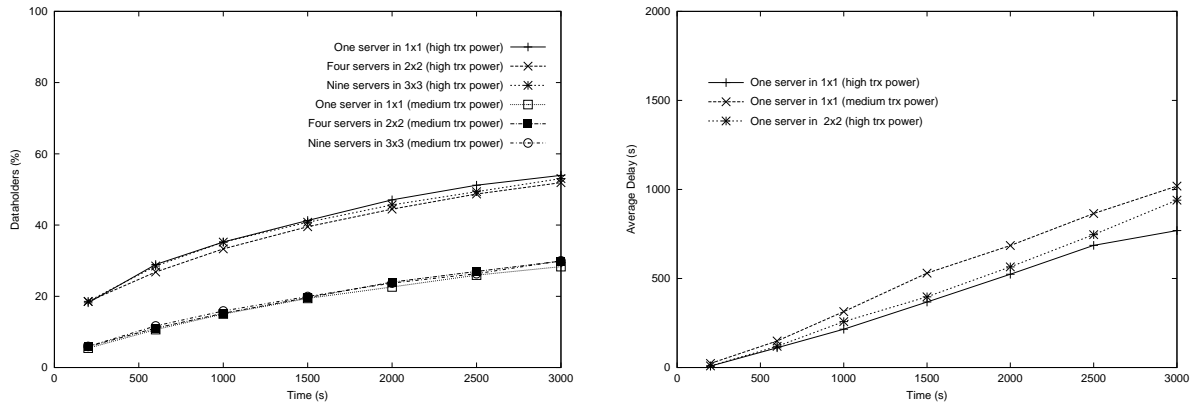 100
80
60
40
20
0
Dataholders (%)
One server in 1x1 (high trx power)
Four servers in 2x2 (high trx power)
Nine servers in 3x3 (high trx power)
One server in 1x1 (medium trx power)
Four servers in 2x2 (medium trx power)
Nine servers in 3x3 (medium trx power)
0 500 1000 1500 2000 2500 3000
Time (s)
2000
1500
1000
500
0
Average Delay (s)
One server in 1x1 (high trx power)
One server in 1x1 (medium trx power)
One server in 2x2 (high trx power)
0 500 1000 1500 2000 2500 3000
Time (s)